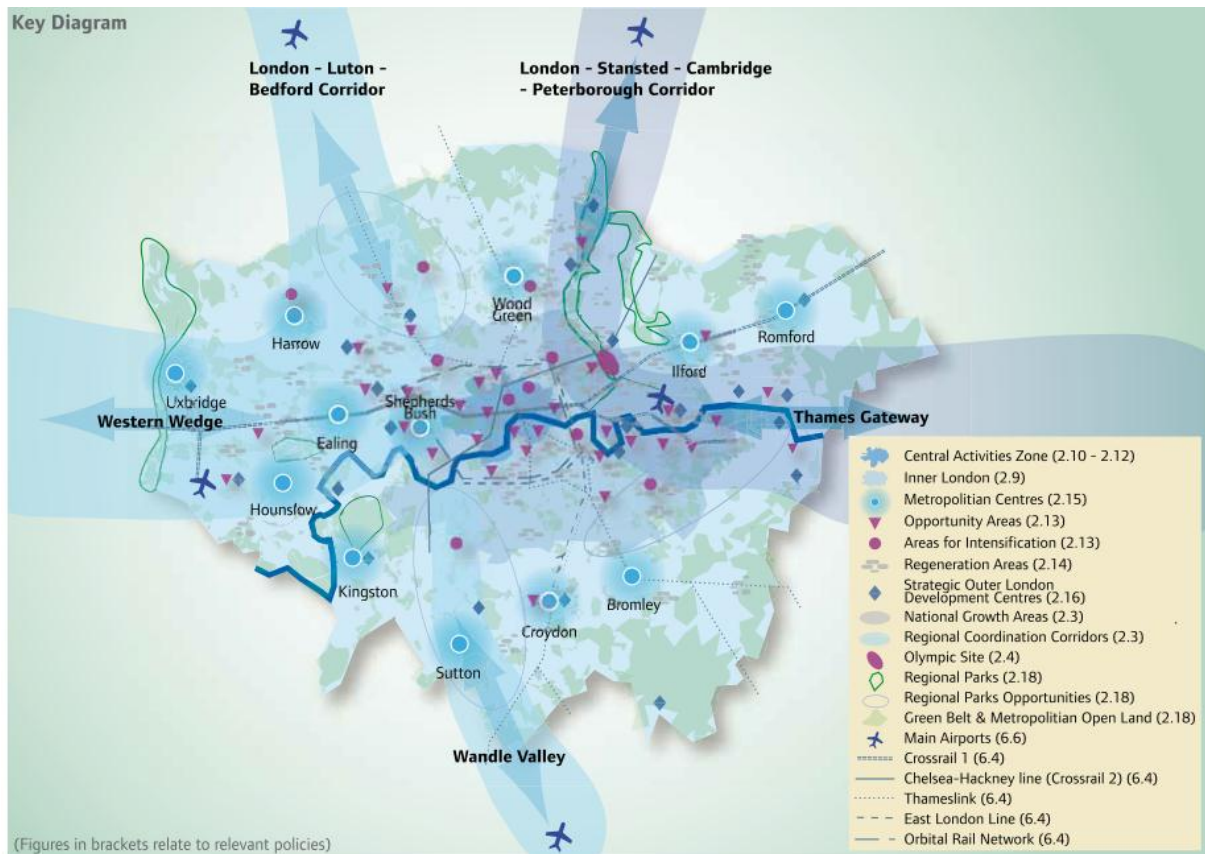 Key Diagram
London - Luton -
Bedford Corridor
London - Stansted - Cambridge
- Peterborough Corridor
Wood
Green
Harrow
Romford
Ilford
Uxbridge
Shepherds
Bush
Western Wedge
Ealing
Thames Gateway
Hounslow
Kingston
Croydon
Bromley
Sutton
Wandle Valley
Central Activities Zone (2.10 - 2.12)
Inner London (2.9)
Metropolitian Centres (2.15)
Opportunity Areas (2.13)
Areas for Intensification (2.13)
Regeneration Areas (2.14)
Strategic Outer London
Development Centres (2.16)
National Growth Areas (2.3)
Regional Coordination Corridors (2.3)
Olympic Site (2.4)
Regional Parks (2.18)
Regional Parks Opportunities (2.18)
Green Belt & Metropolitian Open Land (2.18)
Main Airports (6.6)
Crossrail 1 (6.4)
Chelsea-Hackney line (Crossrail 2) (6.4)
Thameslink (6.4)
East London Line (6.4)
Orbital Rail Network (6.4)
(Figures in brackets relate to relevant policies)